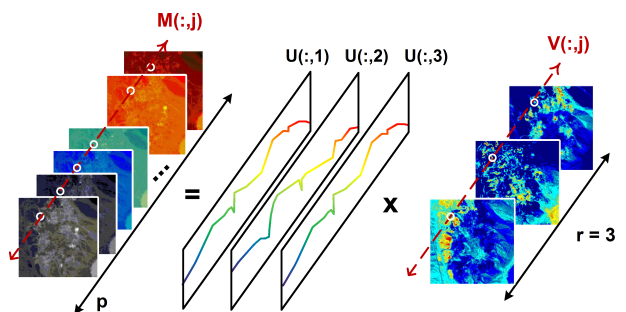 M(:,j)
U(:,1) U(:,2) U(:,3)
V(:,j)
...
=
x
r = 3
p